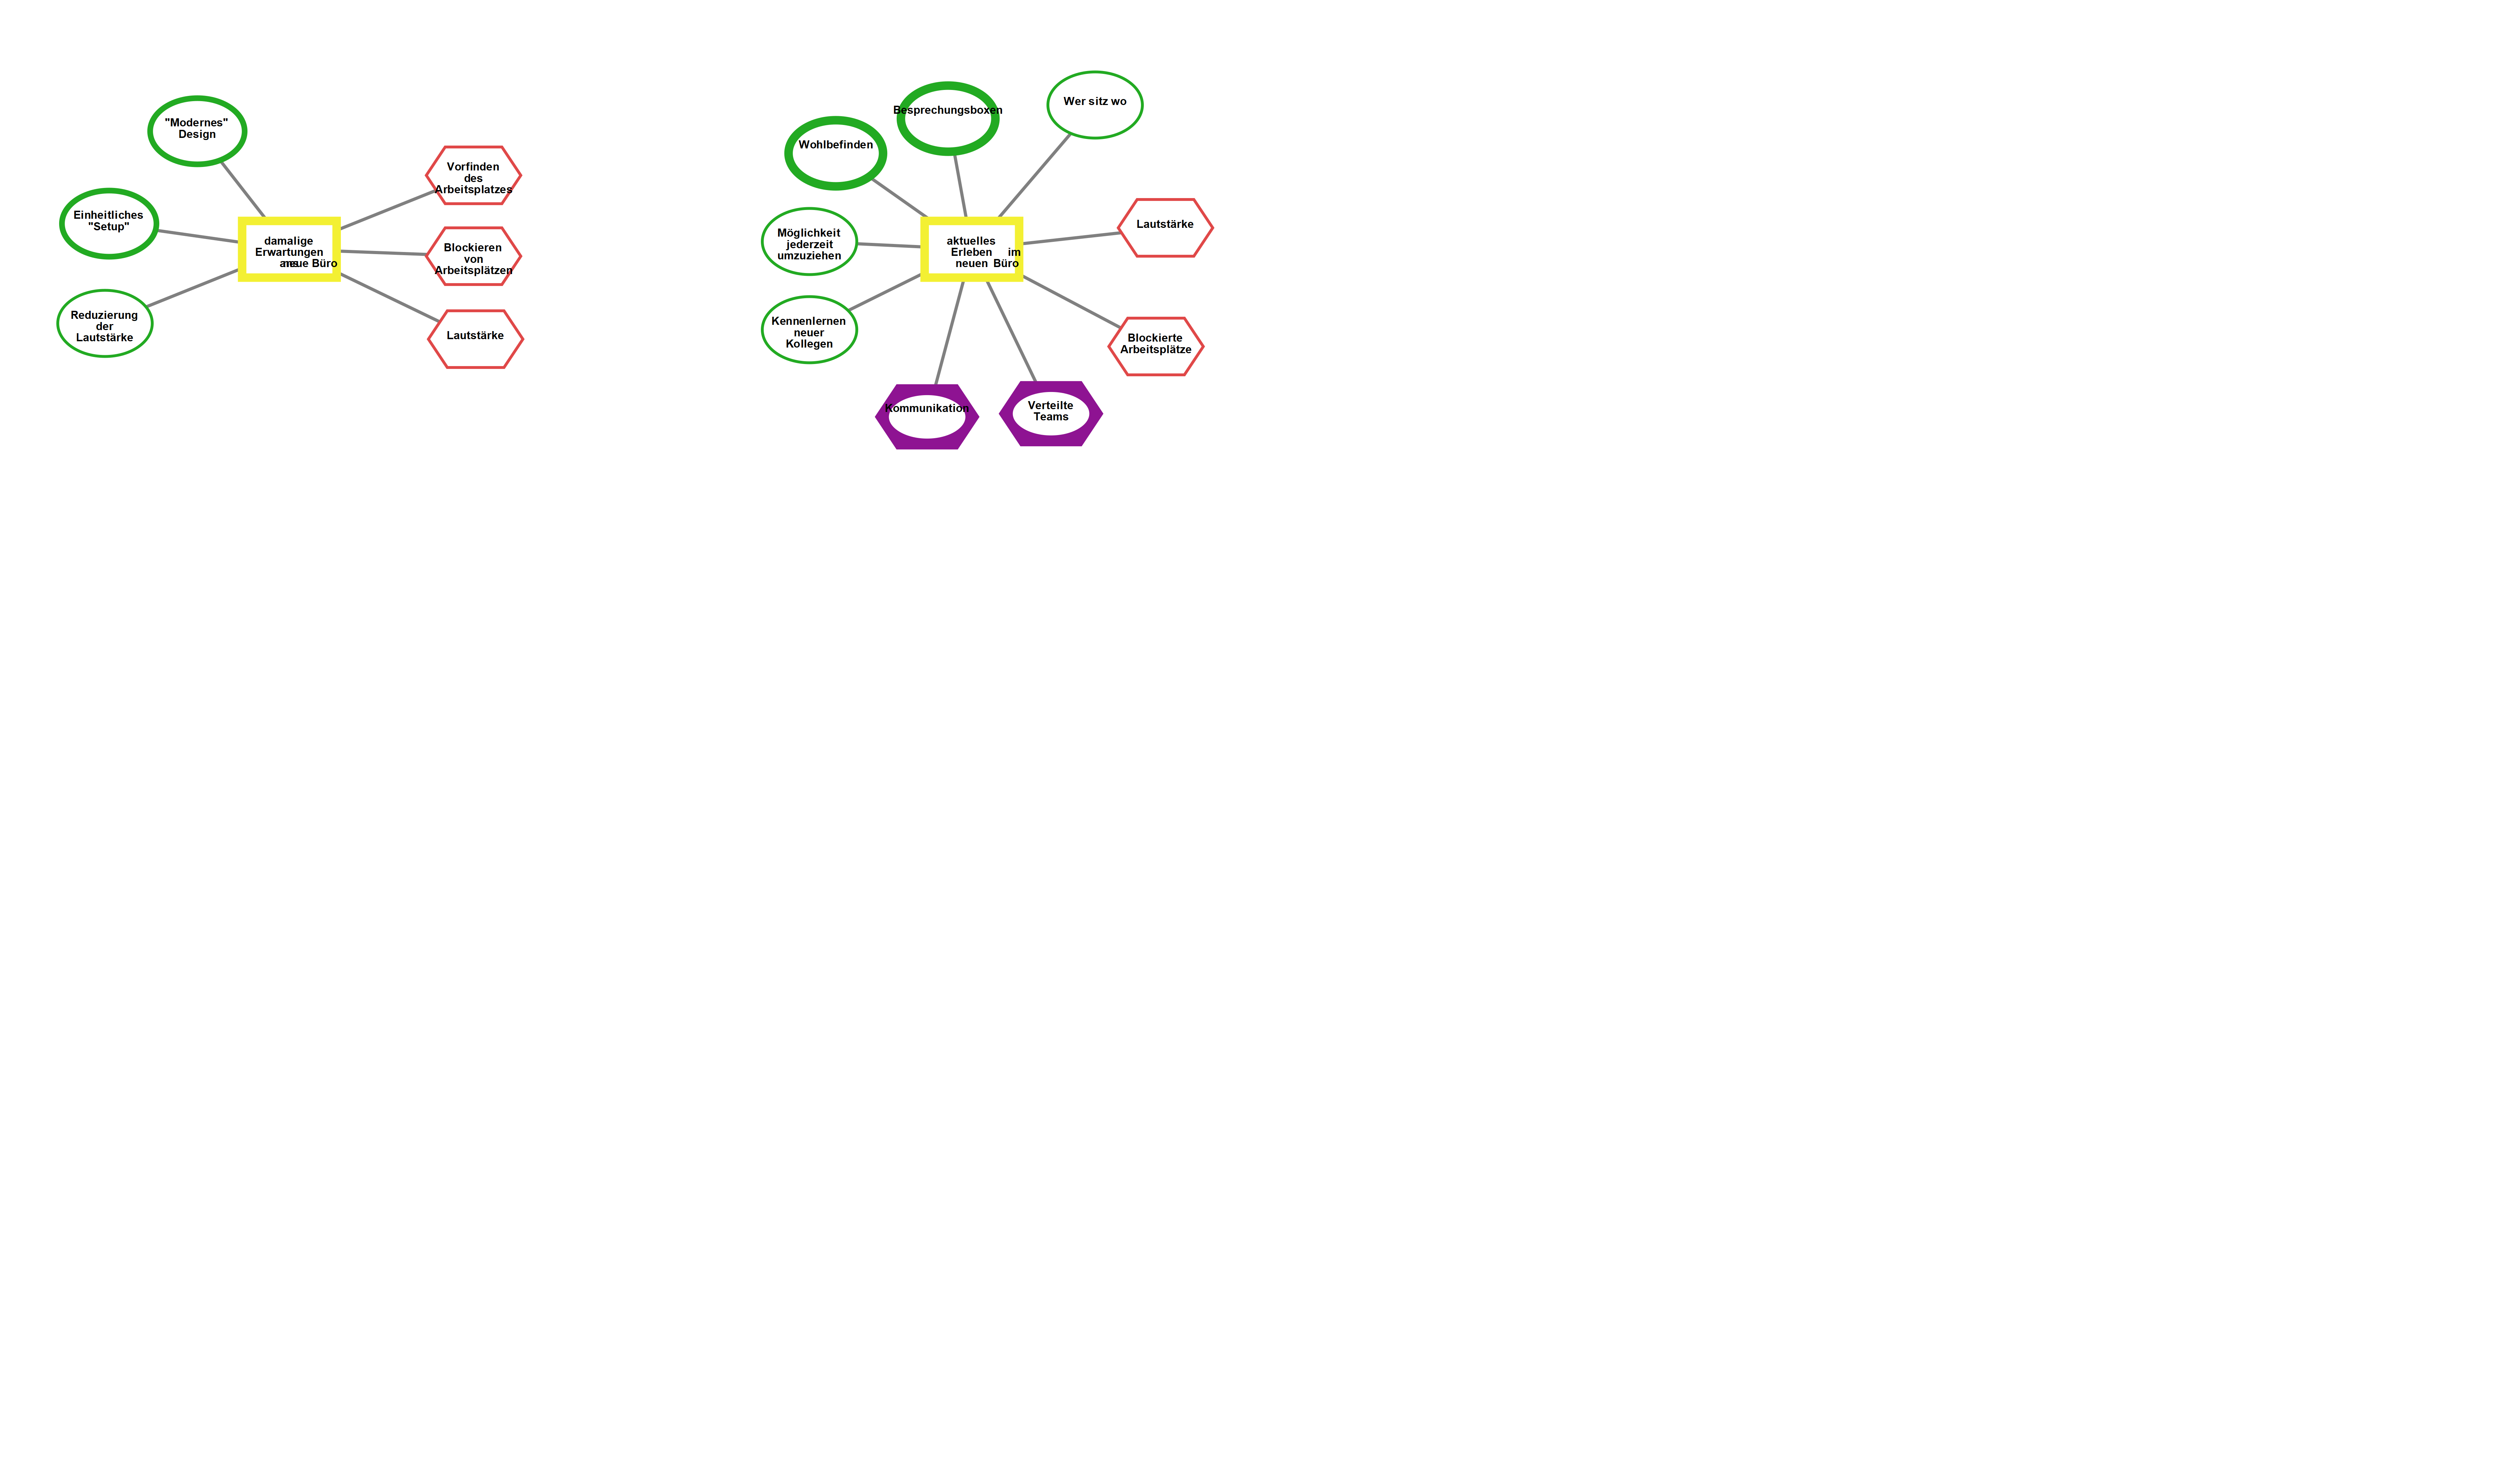 "Modernes"
Design
Einheitliches
"Setup"
Reduzierung
der
Lautstärke
damalige
Erwartungen
ans neue Büro
Vorfinden
des
Arbeitsplatzes
Blockieren
von
Arbeitsplätzen
Lautstärke
Besprechungsboxen
Wer sitz wo
Wohlbefinden
Möglichkeit
jederzeit
umzuziehen
Kennenlernen
neuer
Kollegen
aktuelles
Erleben im
neuen Büro
Lautstärke
Blockierte
Arbeitsplätze
Kommunikation
Verteilte
Teams